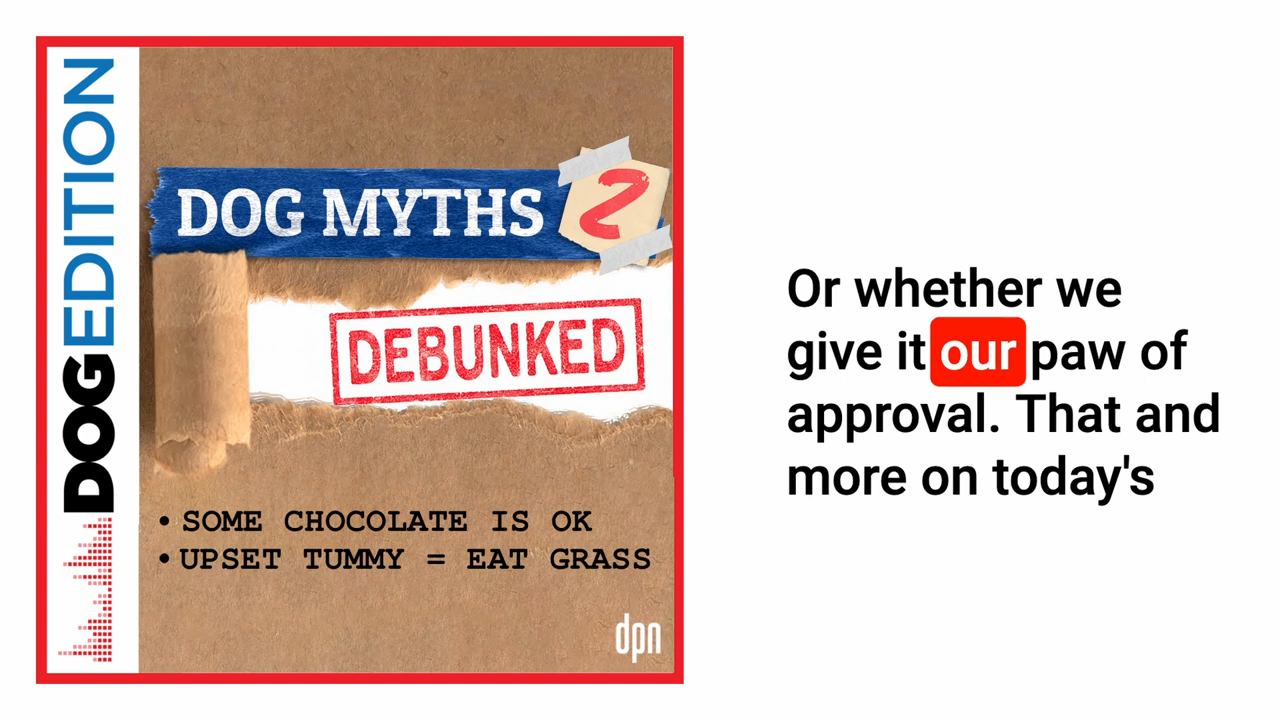 DOGEDITION
DOG MYTHS 2
DEBUNKED
• SOME CHOCOLATE IS OK
• UPSET TUMMY = EAT GRASS
dpn
Or whether we
give it our paw of
approval. That and
more on today's